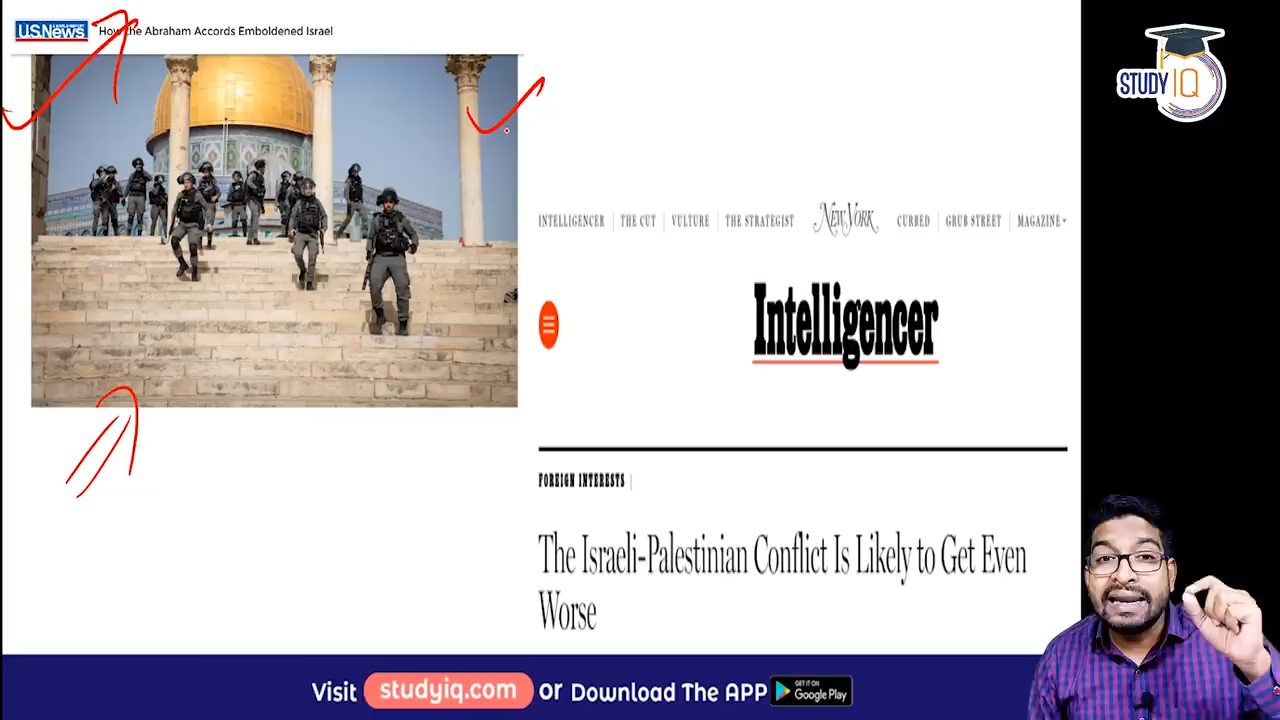 U.S.News How the Abraham Accords Emboldened Israel
STUDY IQ
INTELLIGENCER THE CUT VULTURE THE STRATEGIST NEW YORK CURBED GRUB STREET MAGAZINE
Intelligencer
FOREIGN INTERESTS
The Israeli-Palestinian Conflict Is Likely to Get Even
Worse
Visit studyiq.com or Download The APP GET IT ON Google Play